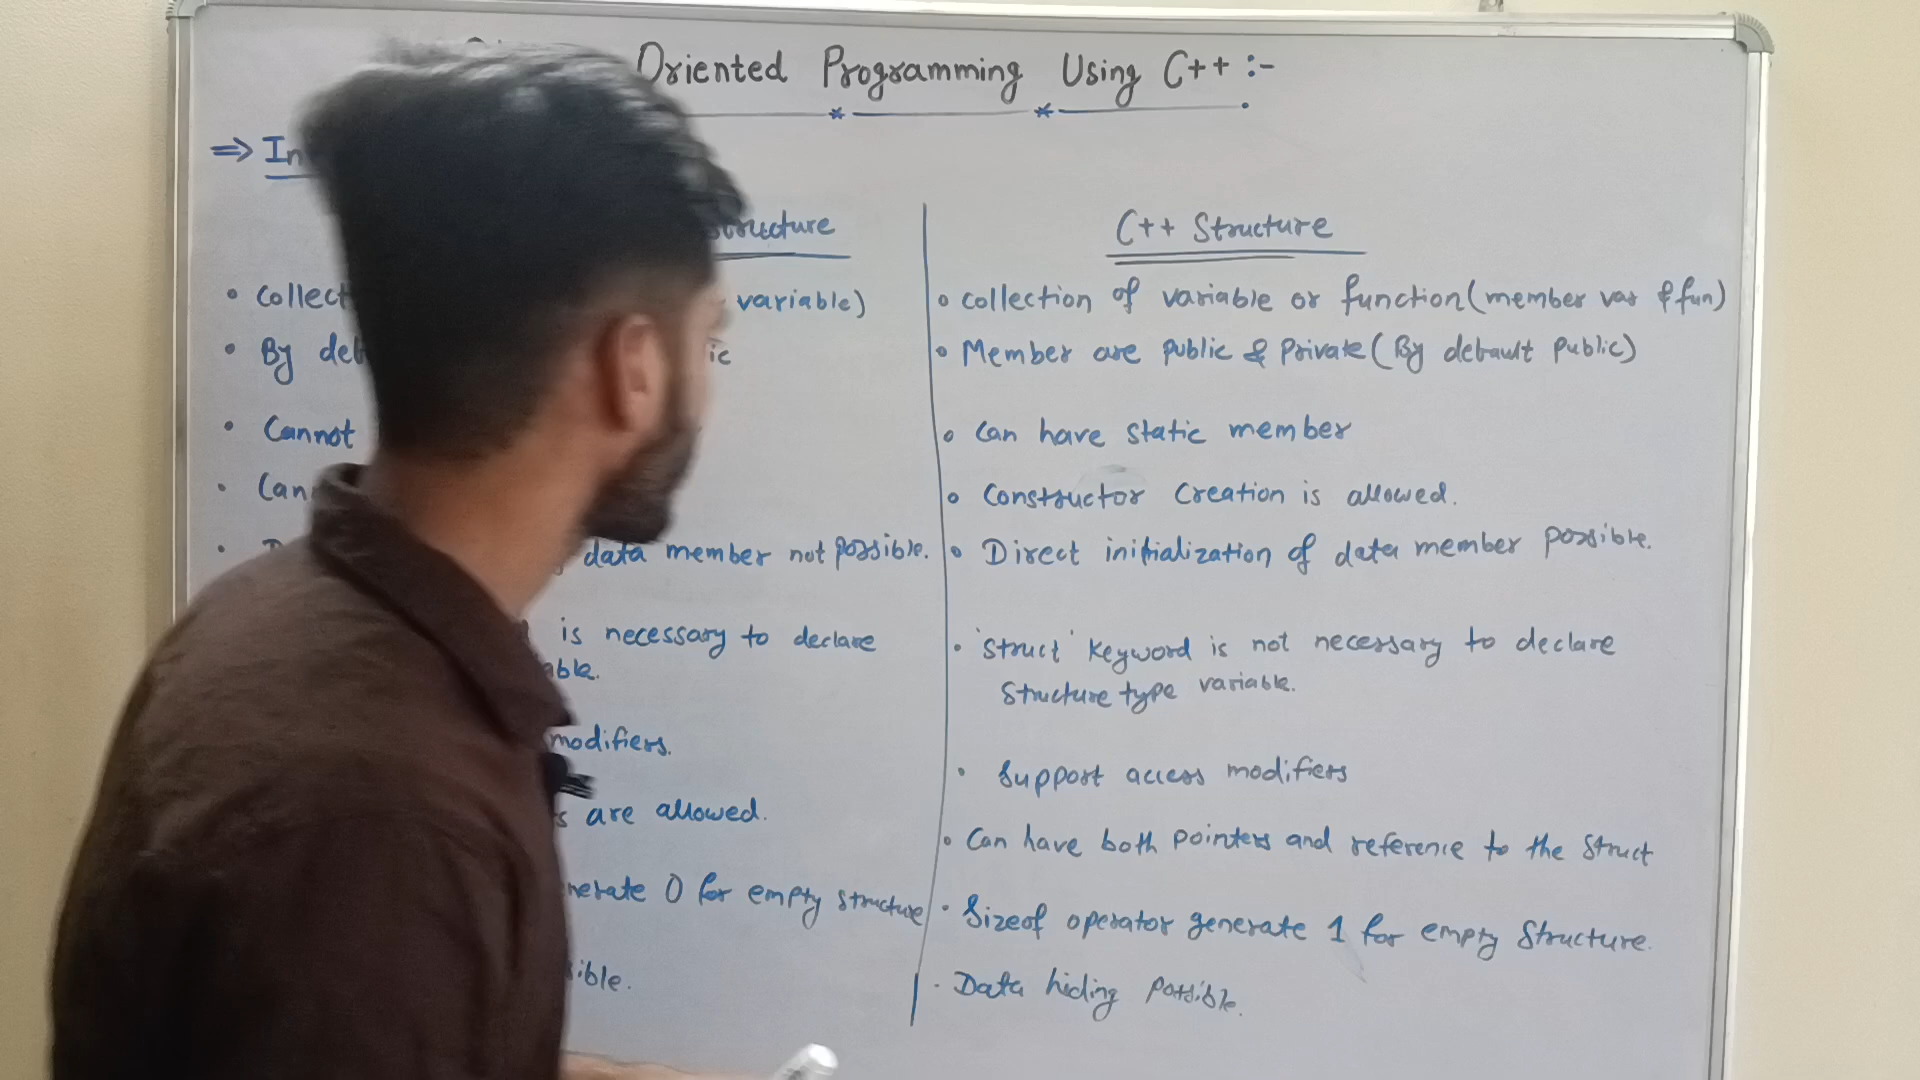 Oriented Programming Using C++ :-
⇒ In
Structure
C++ Structure
• Collect variable)
• By def ic
• Cannot
• Can
• data member not possible.
is necessary to declare
able.
modifiers.
s are allowed.
nerate 0 for empty structure
sible.
• Collection of variable or function (member var & fun)
• Member are public & Private (By default Public)
• Can have static member
• Constructor Creation is allowed.
• Direct initialization of data member possible.
• 'Struct' Keyword is not necessary to declare
Structure type variable.
• Support access modifiers
• Can have both pointers and reference to the Struct
• Sizeof operator generate 1 for empty Structure.
• Data hiding Possible.